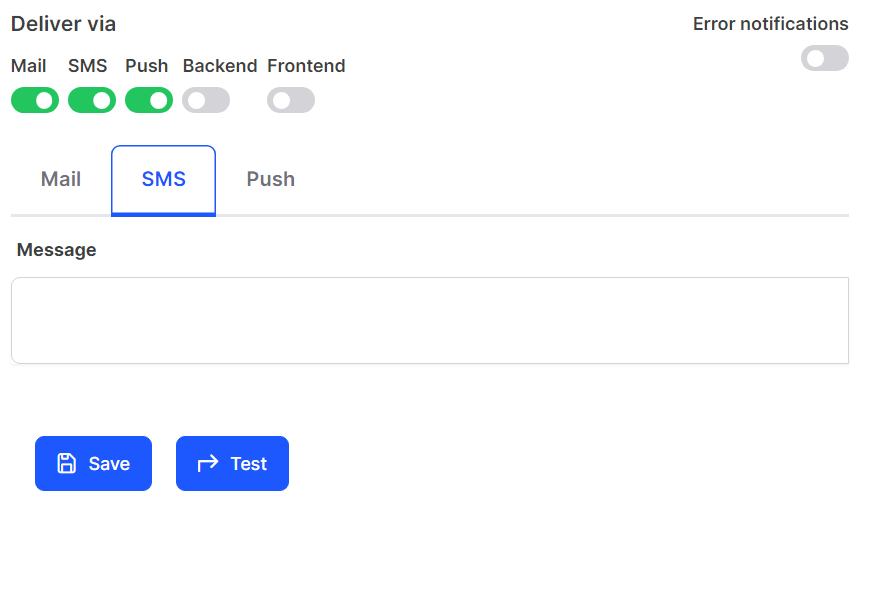 Deliver via
Error notifications
Mail SMS Push Backend Frontend
Mail SMS Push
Message
Save Test